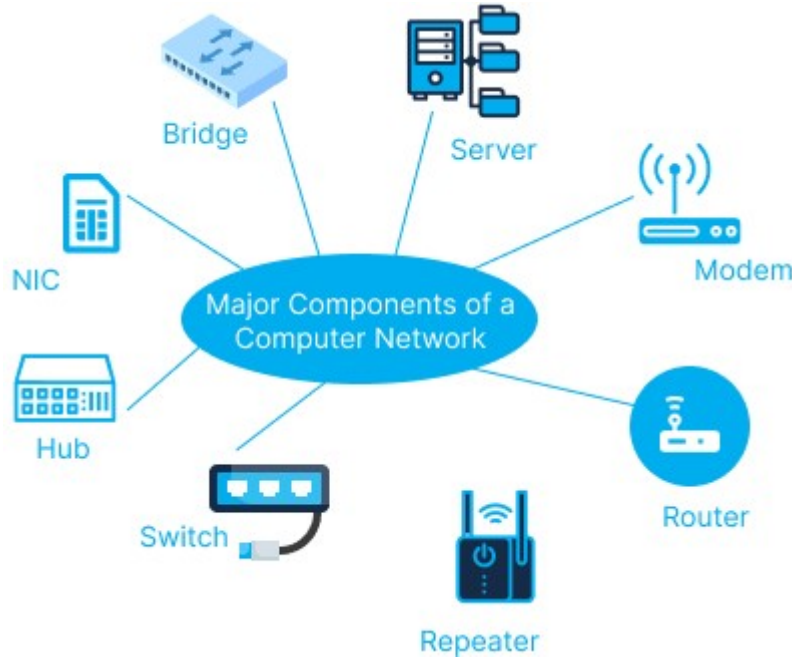 Bridge
Server
NIC
Modem
Major Components of a
Computer Network
Hub
Switch
Router
Repeater